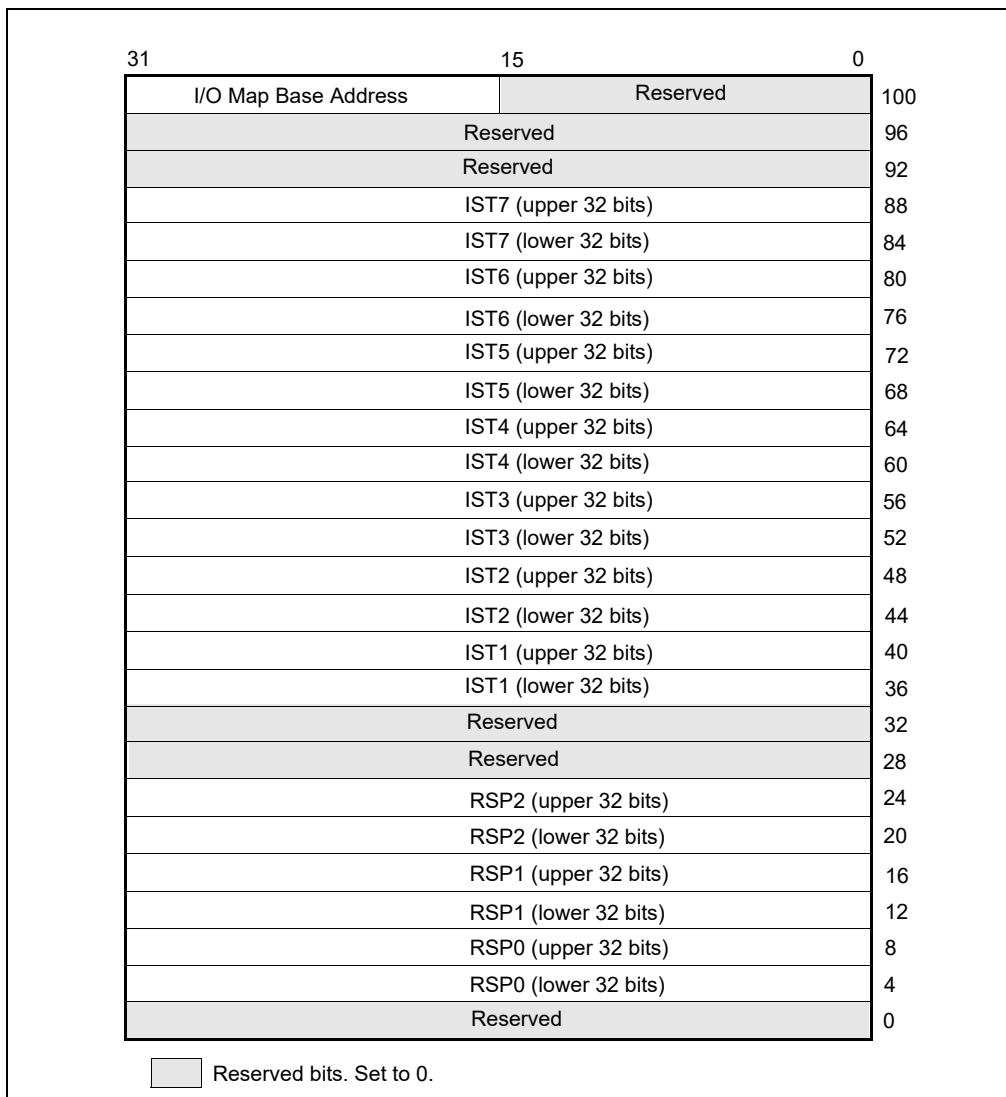 31 15 0
I/O Map Base Address Reserved 100
Reserved 96
Reserved 92
IST7 (upper 32 bits) 88
IST7 (lower 32 bits) 84
IST6 (upper 32 bits) 80
IST6 (lower 32 bits) 76
IST5 (upper 32 bits) 72
IST5 (lower 32 bits) 68
IST4 (upper 32 bits) 64
IST4 (lower 32 bits) 60
IST3 (upper 32 bits) 56
IST3 (lower 32 bits) 52
IST2 (upper 32 bits) 48
IST2 (lower 32 bits) 44
IST1 (upper 32 bits) 40
IST1 (lower 32 bits) 36
Reserved 32
Reserved 28
RSP2 (upper 32 bits) 24
RSP2 (lower 32 bits) 20
RSP1 (upper 32 bits) 16
RSP1 (lower 32 bits) 12
RSP0 (upper 32 bits) 8
RSP0 (lower 32 bits) 4
Reserved 0
Reserved bits. Set to 0.